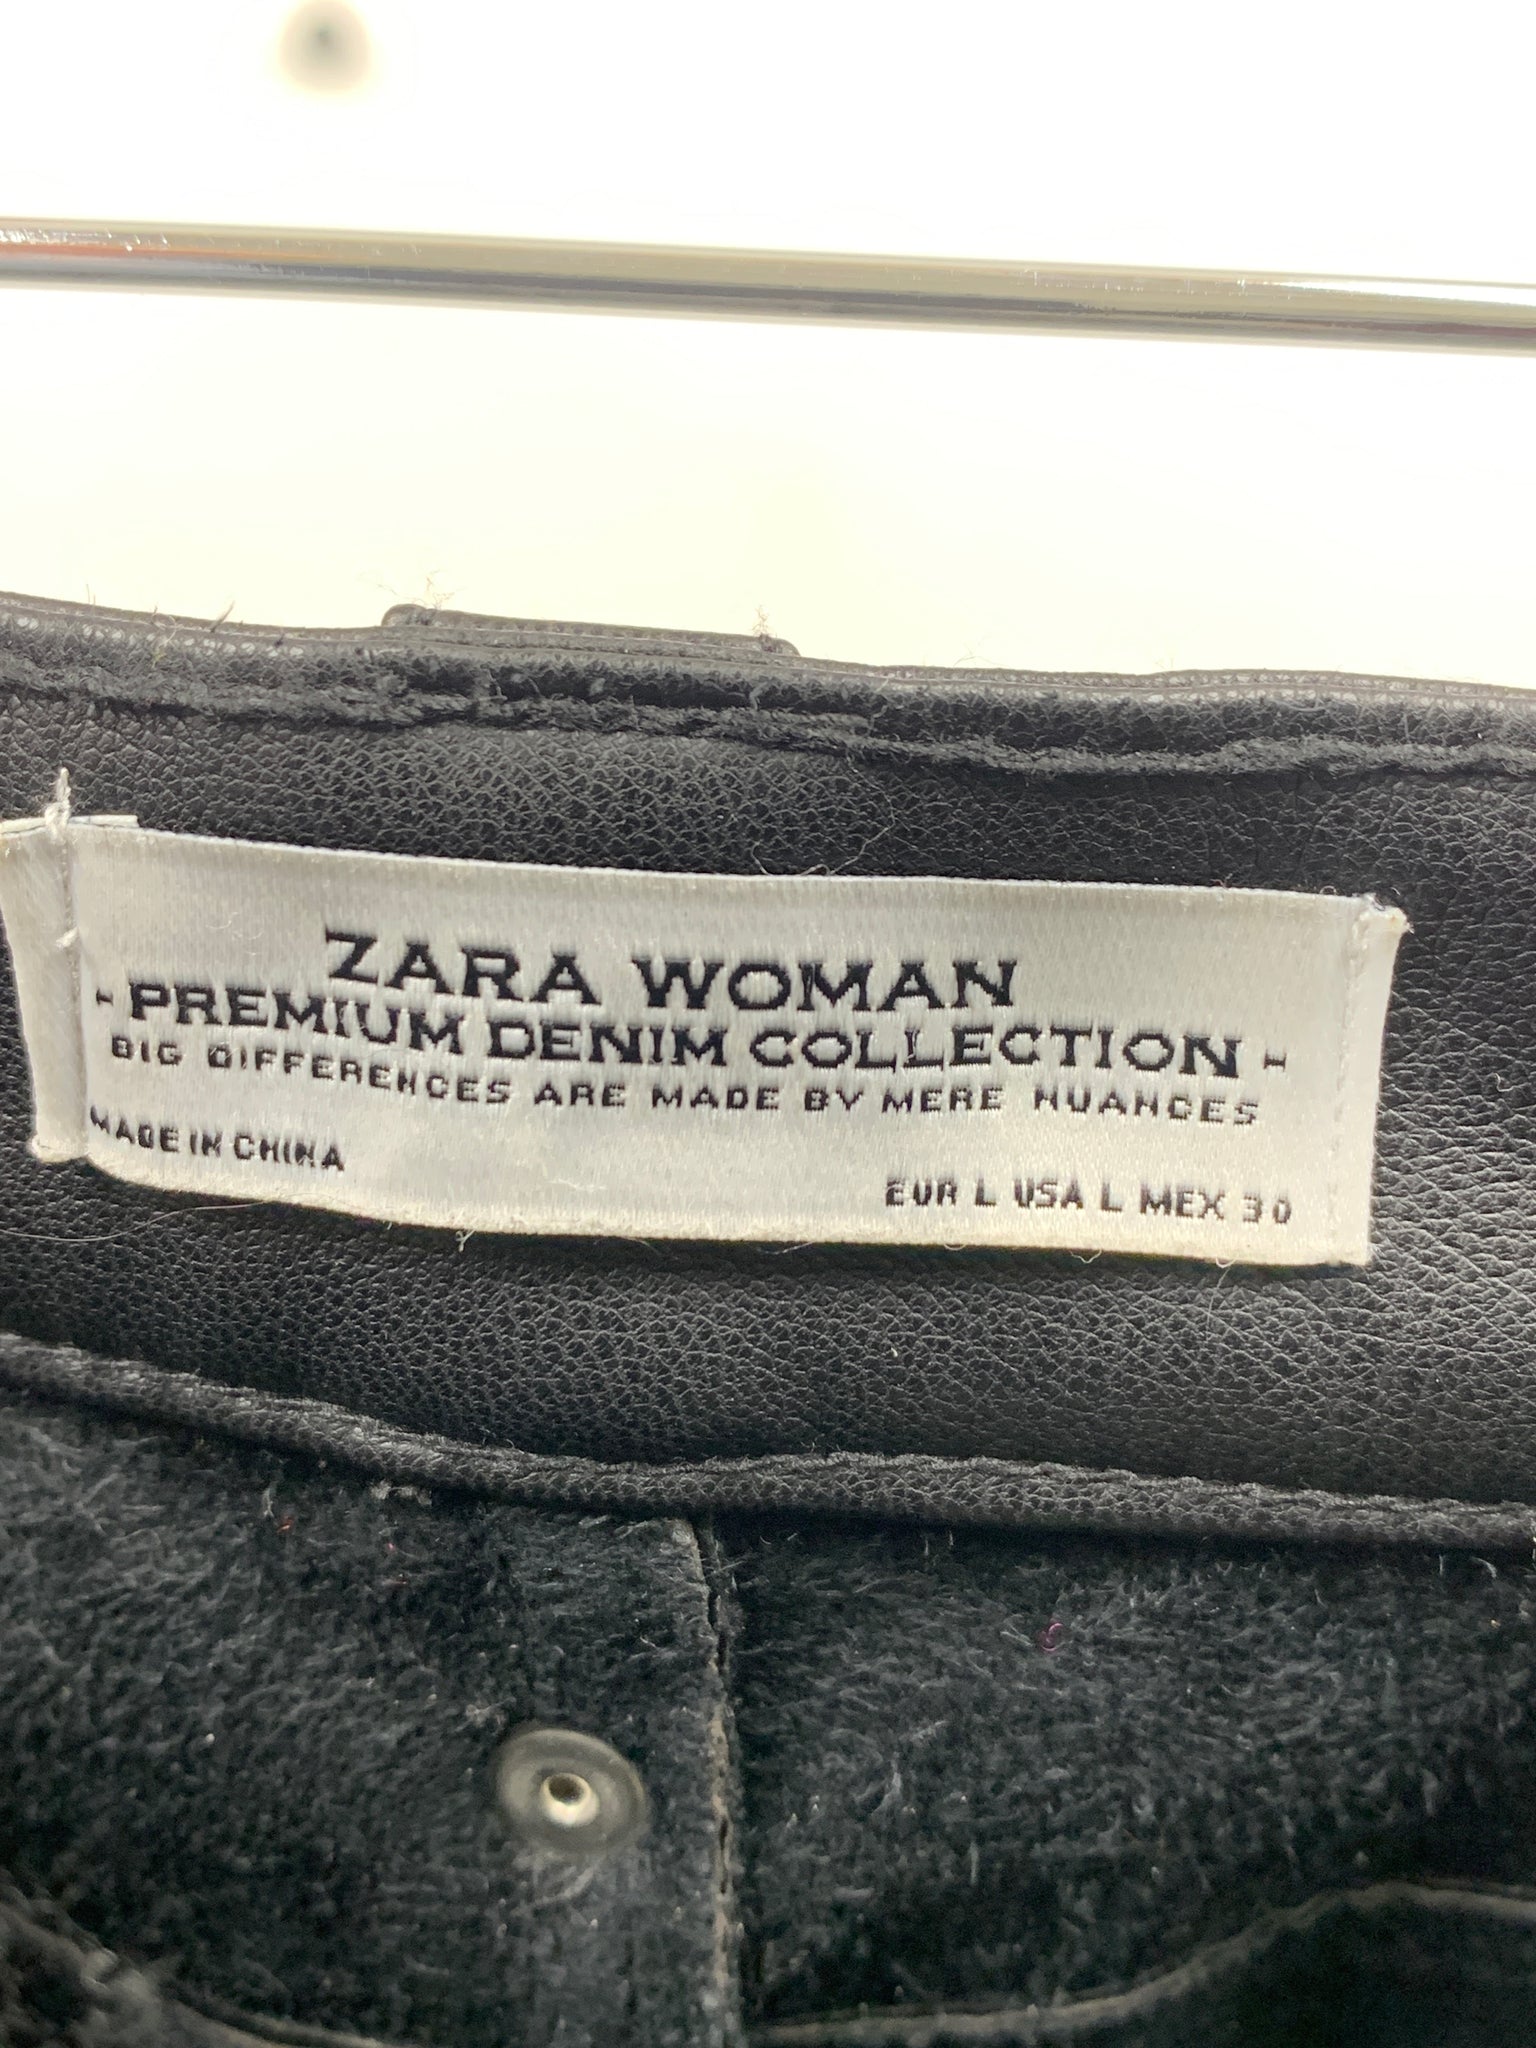 ZARA WOMAN
- PREMIUM DENIM COLLECTION -
BIG DIFFERENCES ARE MADE BY MERE NUANCES
MADE IN CHINA
EUR L USA L MEX 30